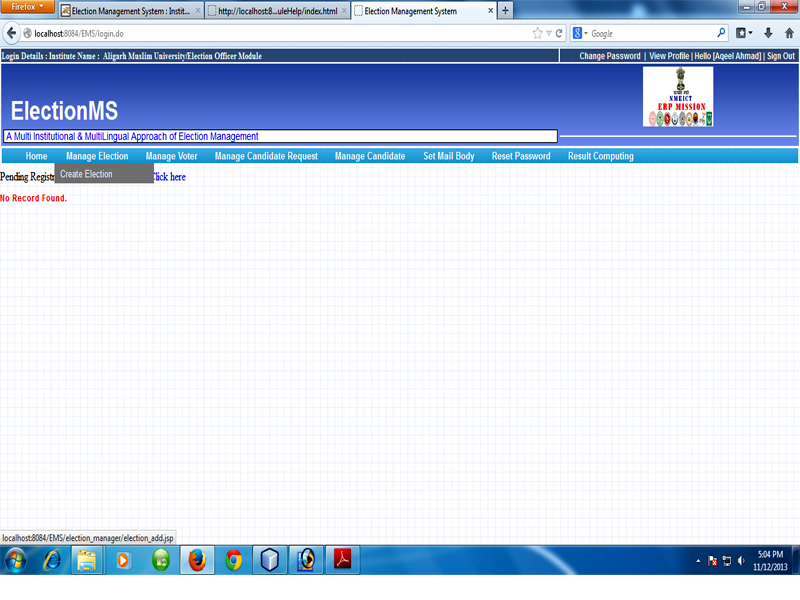 Firefox
Election Management System : Instit...
http://localhost:8...uleHelp/index.html
Election Management System
localhost:8084/EMS/login.do
Google
Login Details : Institute Name : Aligarh Muslim University/Election Officer Module
Change Password | View Profile | Hello [Aqeel Ahmad] | Sign Out
NMEICT
ERP MISSION
ElectionMS
A Multi Institutional & MultiLingual Approach of Election Management
Home Manage Election Manage Voter Manage Candidate Request Manage Candidate Set Mail Body Reset Password Result Computing
Pending Registr
Create Election
Click here
No Record Found.
localhost:8084/EMS/election_manager/election_add.jsp
5:04 PM
11/12/2013